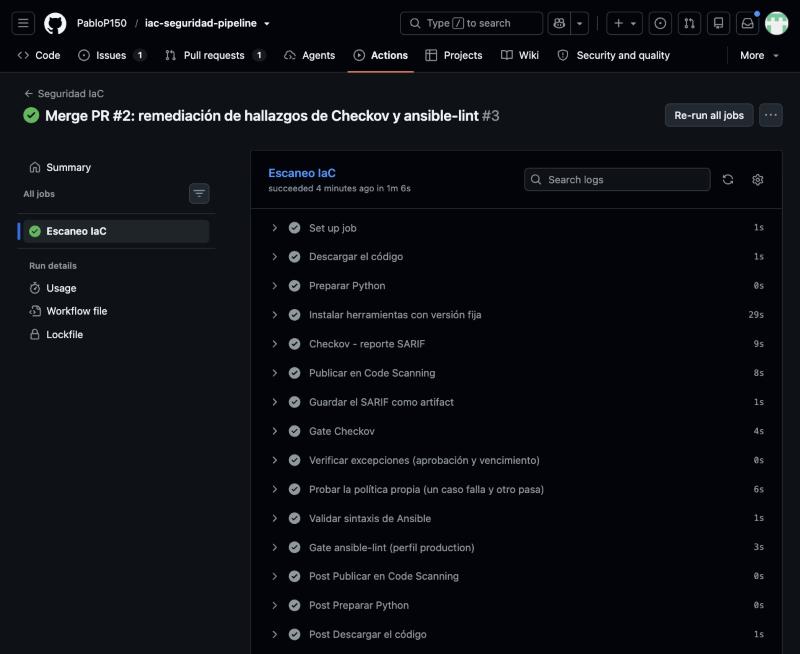 PabloP150 / iac-seguridad-pipeline
Type / to search
Code Issues 1 Pull requests 1 Agents Actions Projects Wiki Security and quality More
← Seguridad IaC
Merge PR #2: remediación de hallazgos de Checkov y ansible-lint #3
Re-run all jobs
Summary
All jobs
Escaneo IaC
Run details
Usage
Workflow file
Lockfile
Escaneo IaC
succeeded 4 minutes ago in 1m 6s
Search logs
Set up job 1s
Descargar el código 1s
Preparar Python 0s
Instalar herramientas con versión fija 29s
Checkov - reporte SARIF 9s
Publicar en Code Scanning 8s
Guardar el SARIF como artifact 1s
Gate Checkov 4s
Verificar excepciones (aprobación y vencimiento) 0s
Probar la política propia (un caso falla y otro pasa) 6s
Validar sintaxis de Ansible 1s
Gate ansible-lint (perfil production) 3s
Post Publicar en Code Scanning 0s
Post Preparar Python 0s
Post Descargar el código 1s